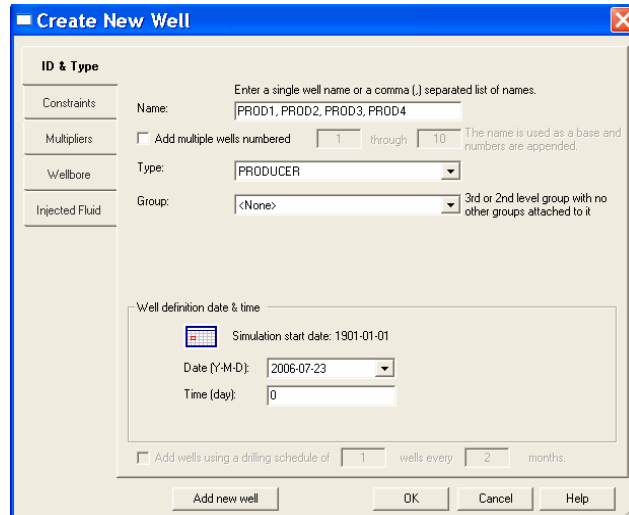 Create New Well
ID & Type
Constraints
Multipliers
Wellbore
Injected Fluid
Enter a single well name or a comma (,) separated list of names.
Name: PROD1, PROD2, PROD3, PROD4
Add multiple wells numbered 1 through 10 The name is used as a base and
numbers are appended.
Type: PRODUCER
Group: <None> 3rd or 2nd level group with no
other groups attached to it
Well definition date & time
Simulation start date: 1901-01-01
Date (Y-M-D): 2006-07-23
Time (day): 0
Add wells using a drilling schedule of 1 wells every 2 months.
Add new well OK Cancel Help